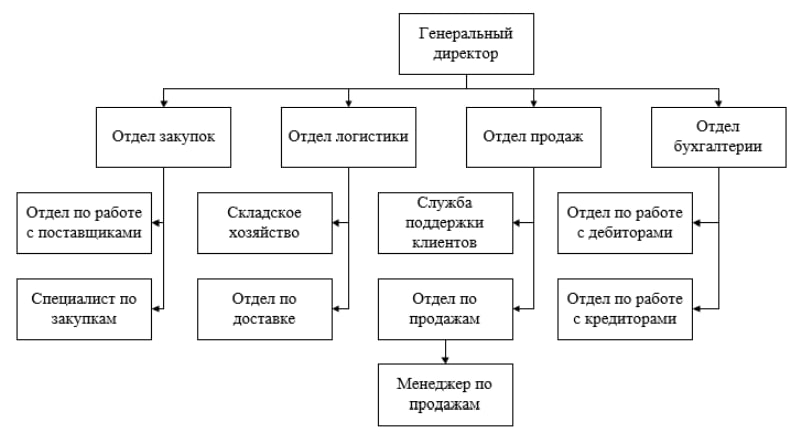 Генеральный
директор
Отдел закупок
Отдел логистики
Отдел продаж
Отдел
бухгалтерии
Отдел по работе
с поставщиками
Складское
хозяйство
Служба
поддержки
клиентов
Отдел по работе
с дебиторами
Специалист по
закупкам
Отдел по
доставке
Отдел по
продажам
Отдел по работе
с кредиторами
Менеджер по
продажам